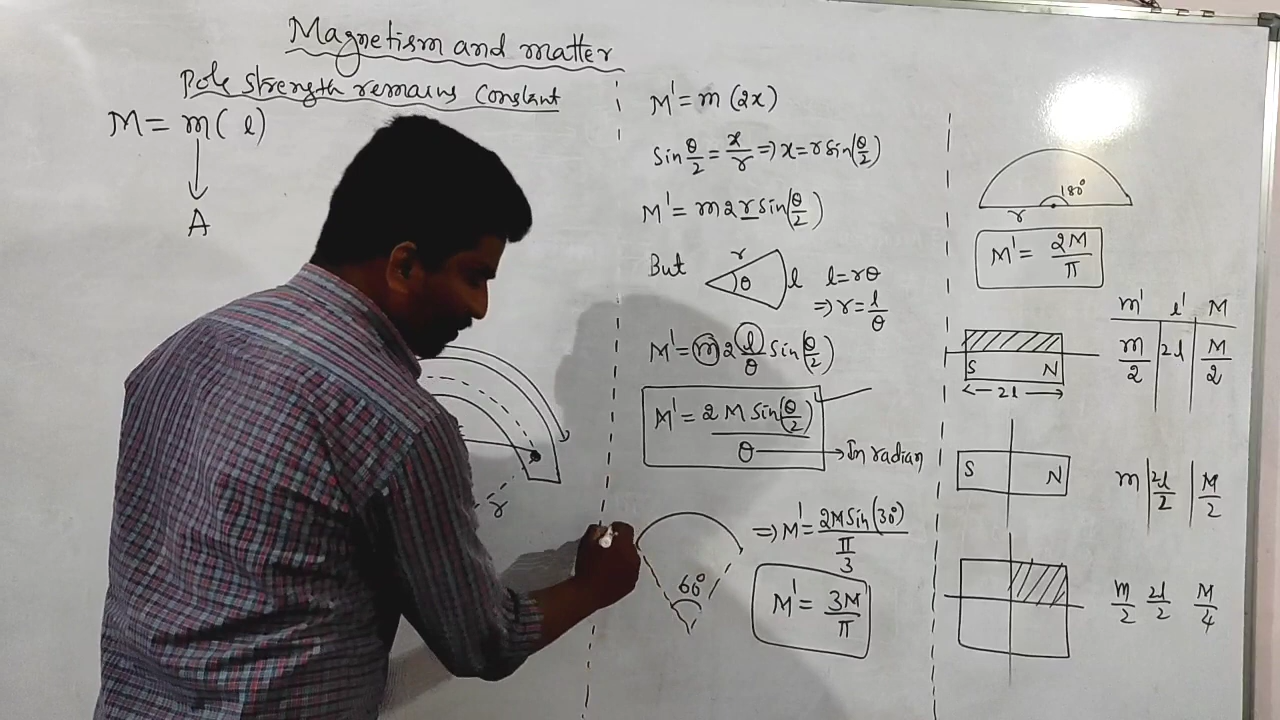 Magnetism and matter
Pole strength remains constant
M = m( l)
A
r
M' = m (2x)
Sin θ/2 = x/r ⇒ x = r Sin(θ/2)
M' = m 2 r Sin(θ/2)
But r θ l l = rθ
⇒ r = l/θ
M' = m 2 l/θ Sin(θ/2)
M' = 2 M Sin(θ/2) / θ → In radian
60°
⇒ M' = 2M Sin(30°) / π/3
M' = 3M/π
180°
r
M' = 2M/π
m' l' M
S N
2l
m/2 2l M/2
S N
m 2l/2 M/2
m/2 2l/2 M/4